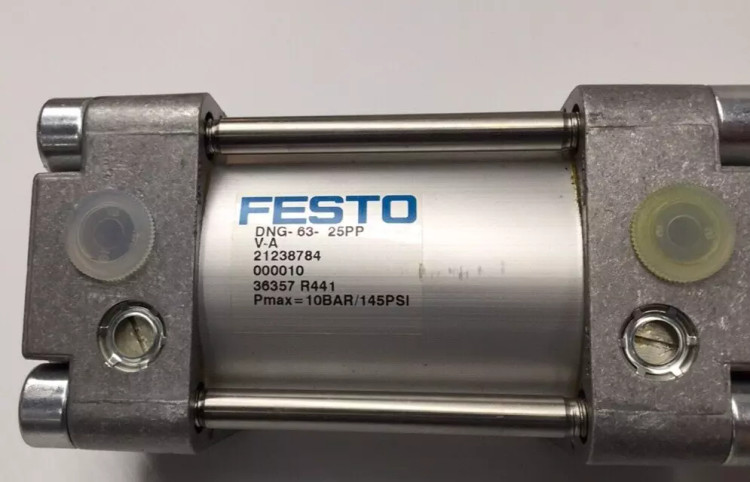 FESTO
DNG- 63- 25PP
V-A
21238784
000010
36357 R441
Pmax=10BAR/145PSI